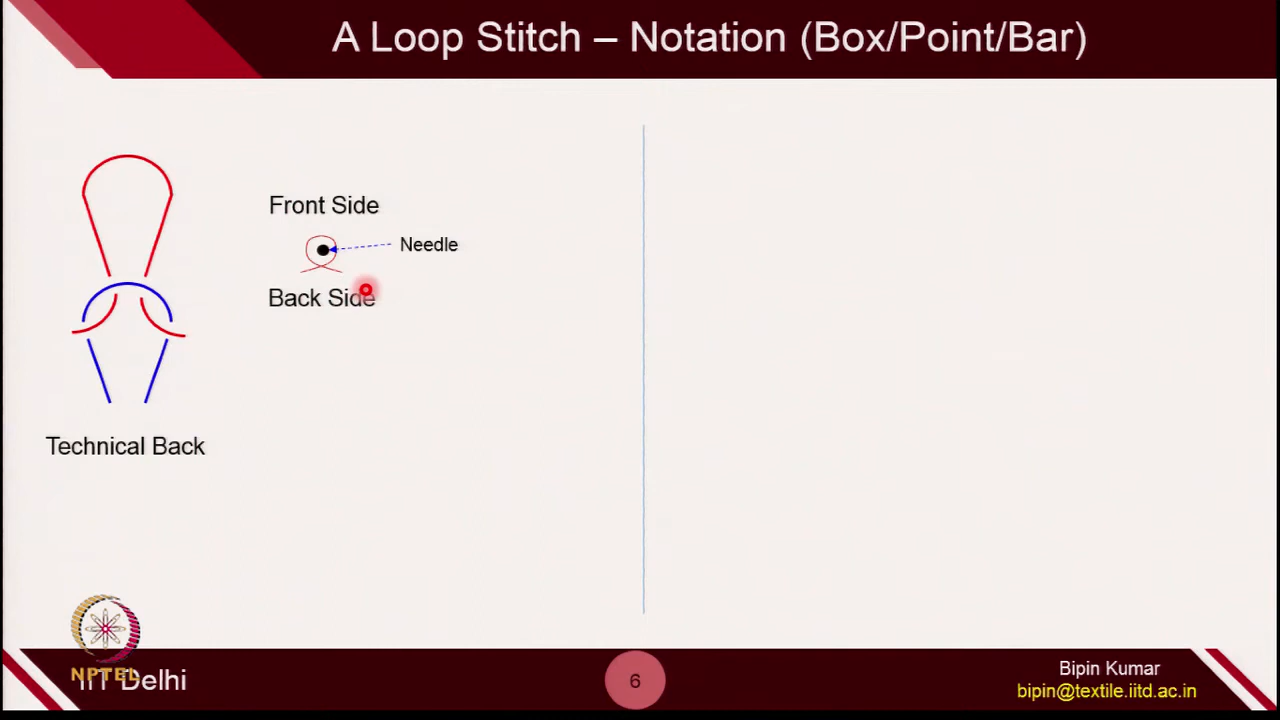 A Loop Stitch – Notation (Box/Point/Bar)
Front Side
Needle
Back Side
Technical Back
NPTEL
IIT Delhi
6
Bipin Kumar
bipin@textile.iitd.ac.in